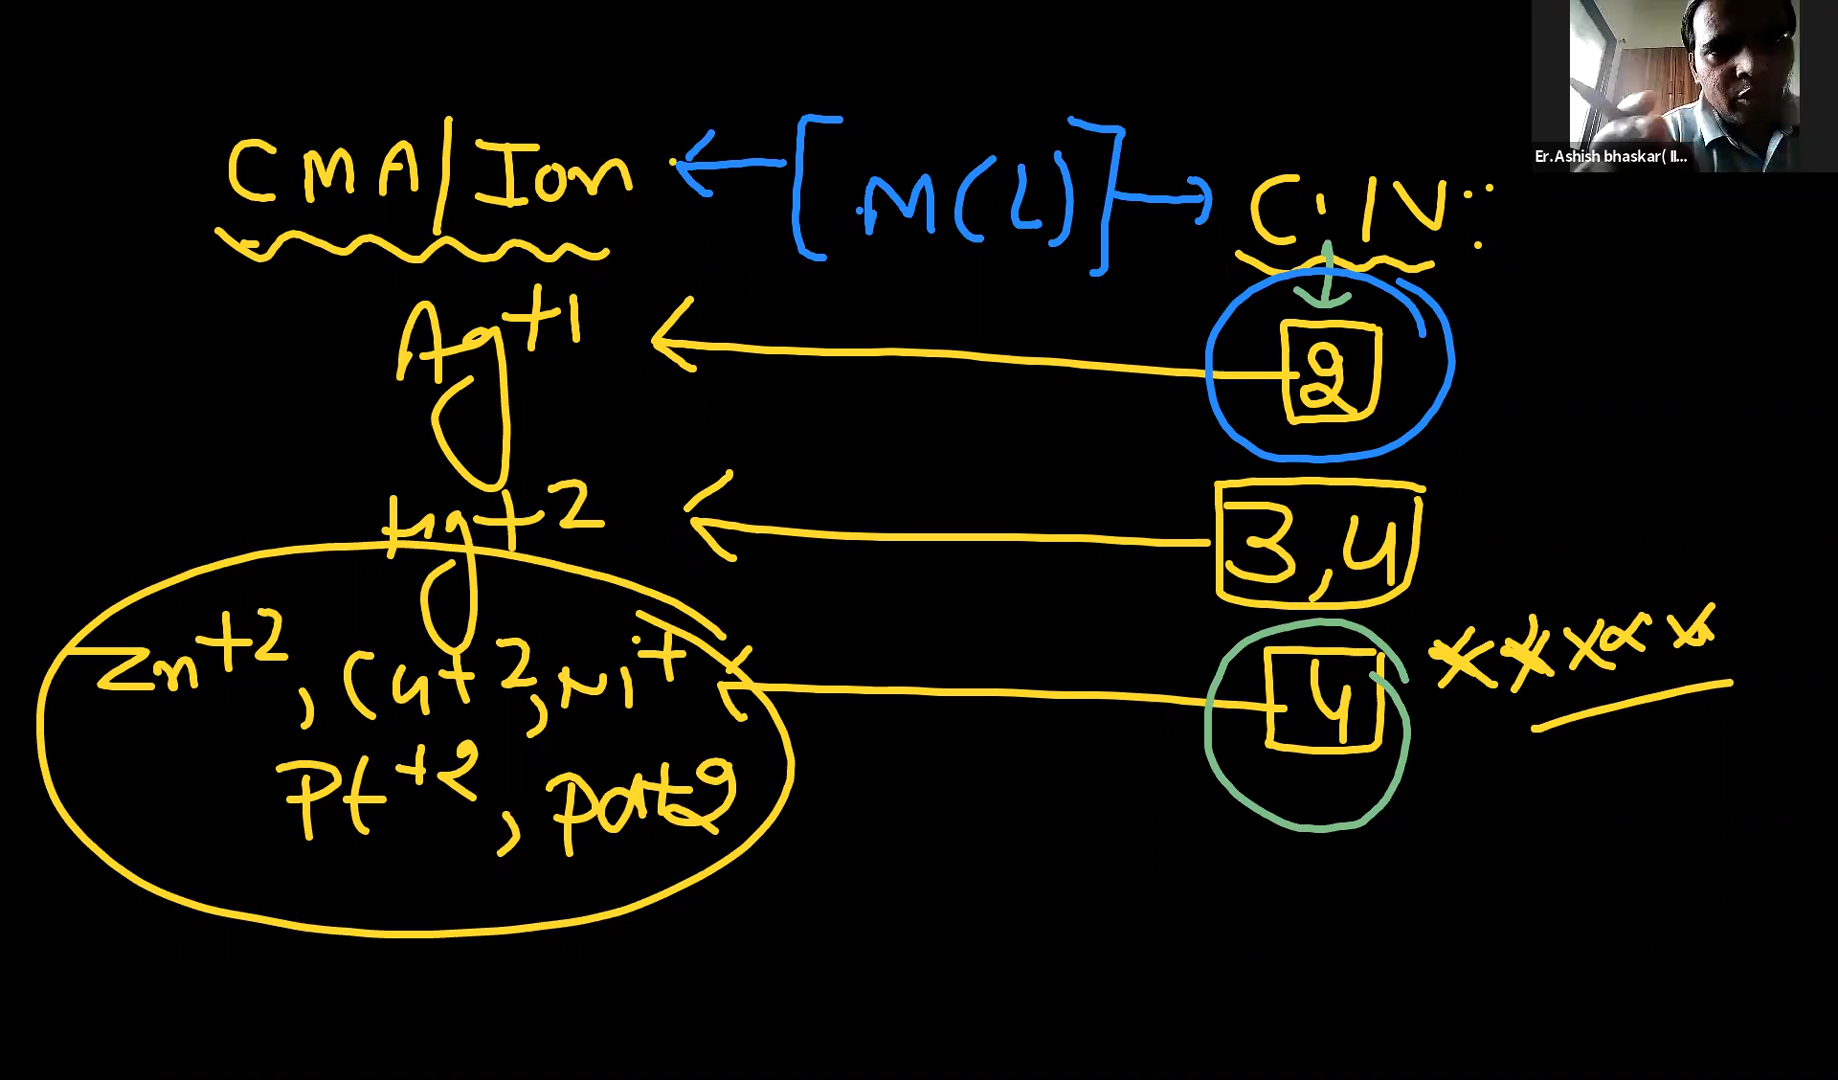 Er.Ashish bhaskar( II...
CMA/Ion ← [M(L)] → C.N:
Ag+1 ← 2
Hg+2 ← 3,4
Zn+2, Cu+2, Ni+ ← 4 *****
Pt+2, Pd+2